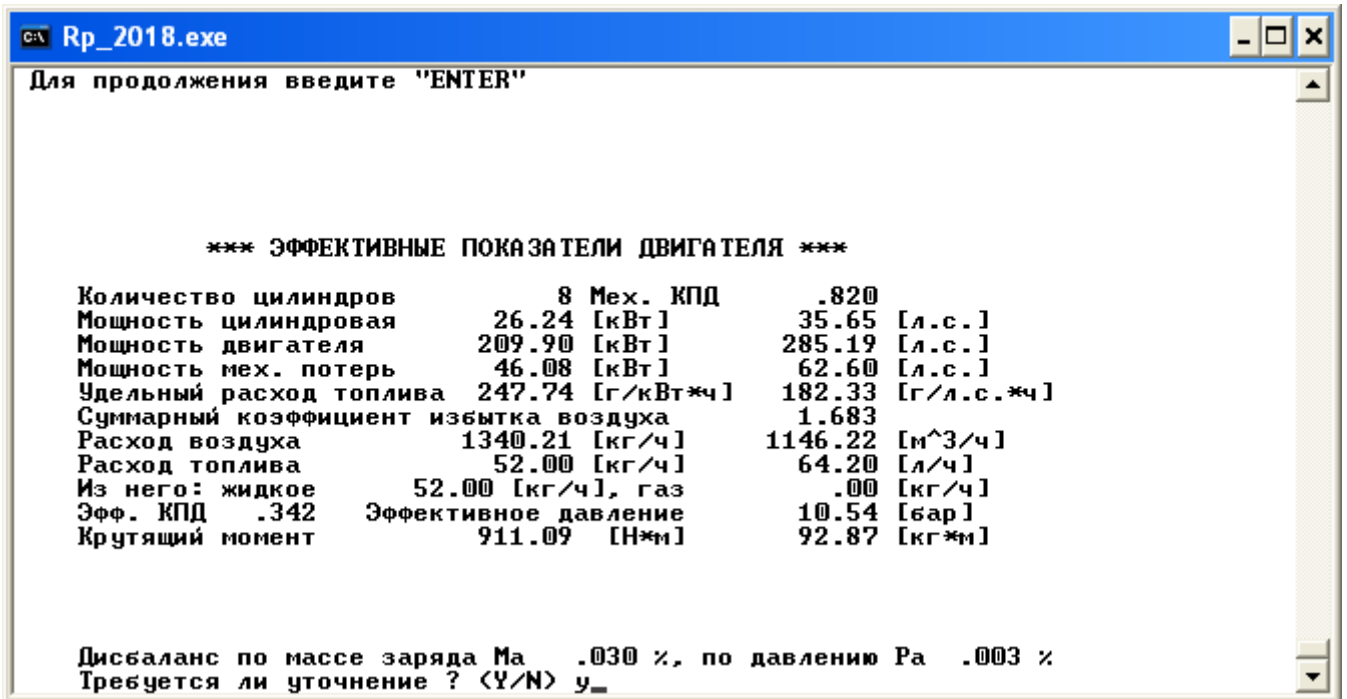 Rp_2018.exe
Для продолжения введите "ENTER"
*** ЭФФЕКТИВНЫЕ ПОКАЗАТЕЛИ ДВИГАТЕЛЯ ***
Количество цилиндров 8 Мех. КПД .820
Мощность цилиндровая 26.24 [кВт] 35.65 [л.с.]
Мощность двигателя 209.90 [кВт] 285.19 [л.с.]
Мощность мех. потерь 46.08 [кВт] 62.60 [л.с.]
Удельный расход топлива 247.74 [г/кВт*ч] 182.33 [г/л.с.*ч]
Суммарный коэффициент избытка воздуха 1.683
Расход воздуха 1340.21 [кг/ч] 1146.22 [м^3/ч]
Расход топлива 52.00 [кг/ч] 64.20 [л/ч]
Из него: жидкое 52.00 [кг/ч], газ .00 [кг/ч]
Эфф. КПД .342 Эффективное давление 10.54 [бар]
Крутящий момент 911.09 [Н*м] 92.87 [кг*м]
Дисбаланс по массе заряда Ma .030 %, по давлению Pa .003 %
Требуется ли уточнение ? (Y/N) y_